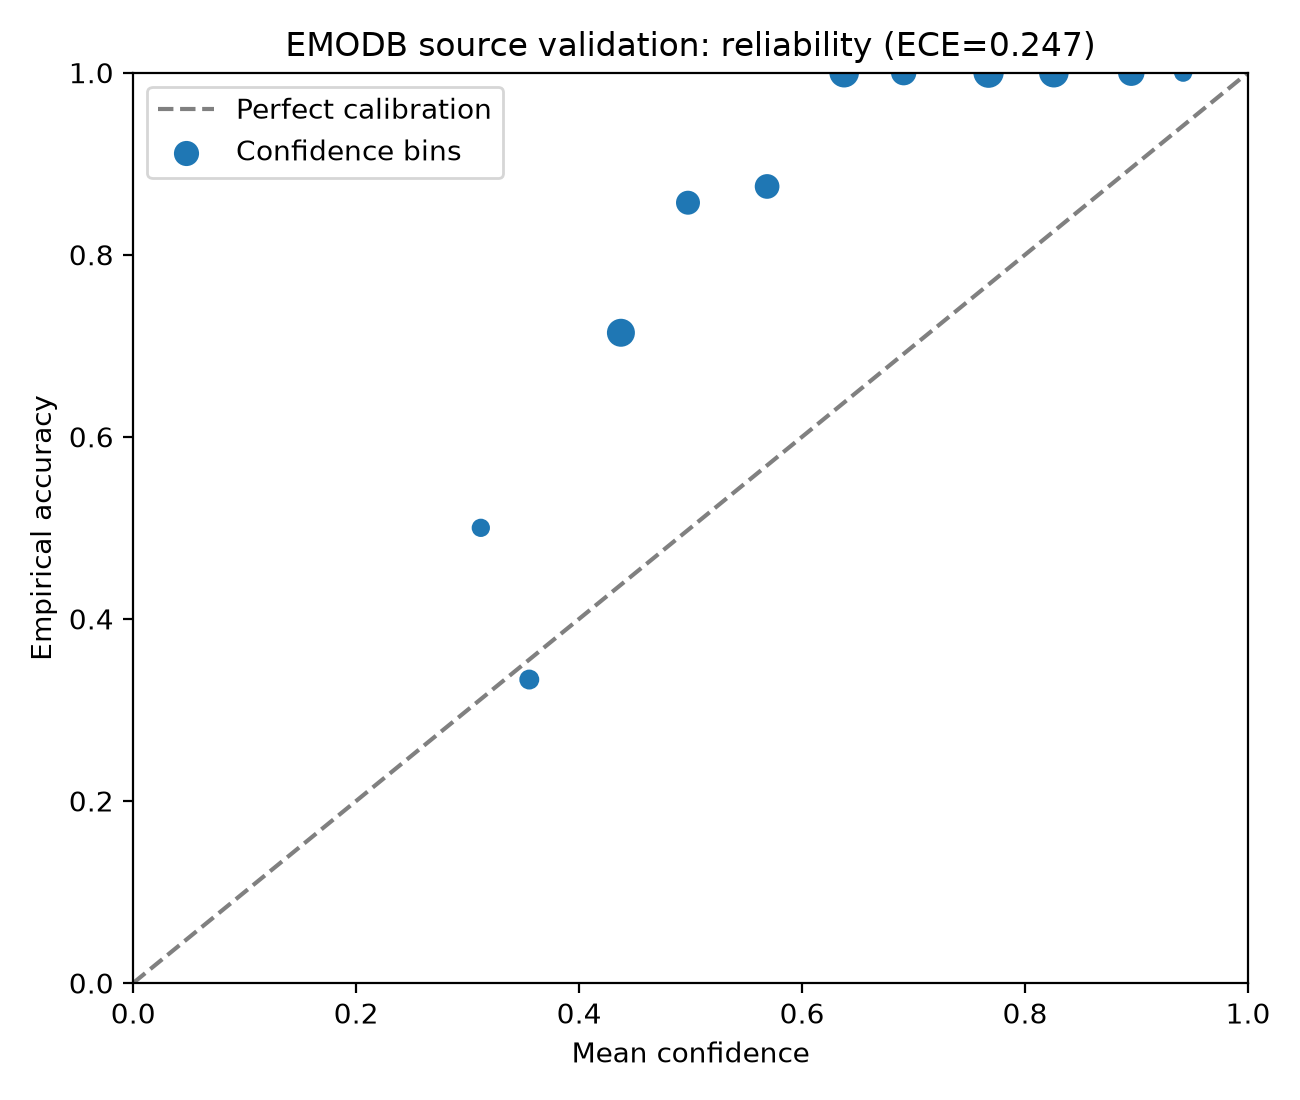 EMODB source validation: reliability (ECE=0.247)
Perfect calibration
Confidence bins
1.0
0.8
0.6
0.4
0.2
0.0
Empirical accuracy
0.0 0.2 0.4 0.6 0.8 1.0
Mean confidence